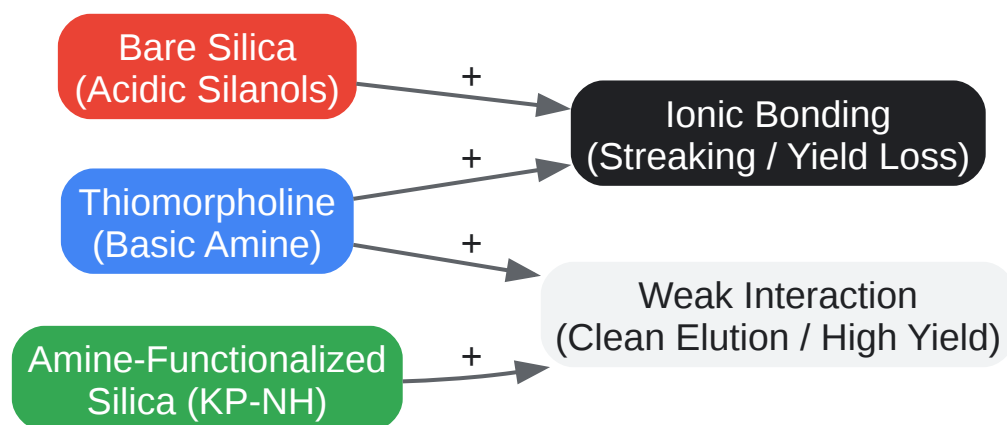 Bare Silica
(Acidic Silanols)
+
Ionic Bonding
(Streaking / Yield Loss)
+
Thiomorpholine
(Basic Amine)
+
Weak Interaction
(Clean Elution / High Yield)
Amine-Functionalized
Silica (KP-NH)
+